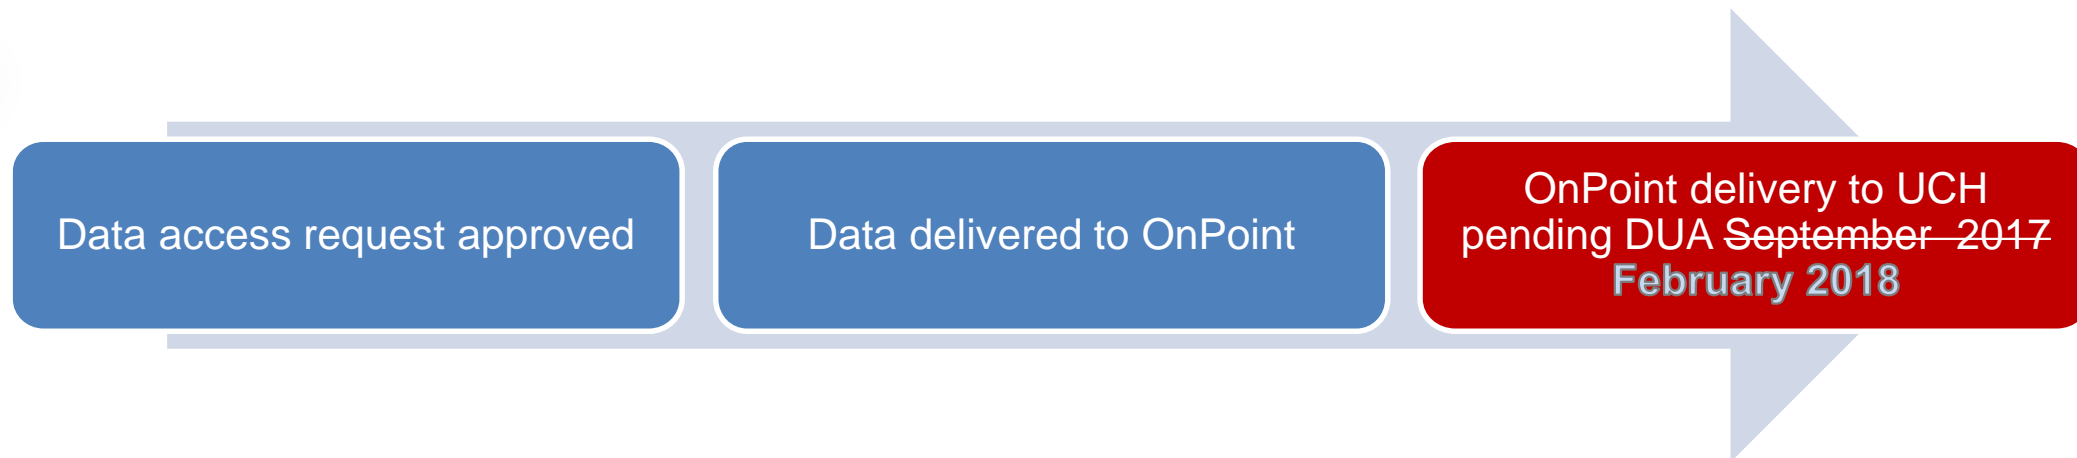 Data access request approved
Data delivered to OnPoint
OnPoint delivery to UCH
pending DUA September 2017
February 2018